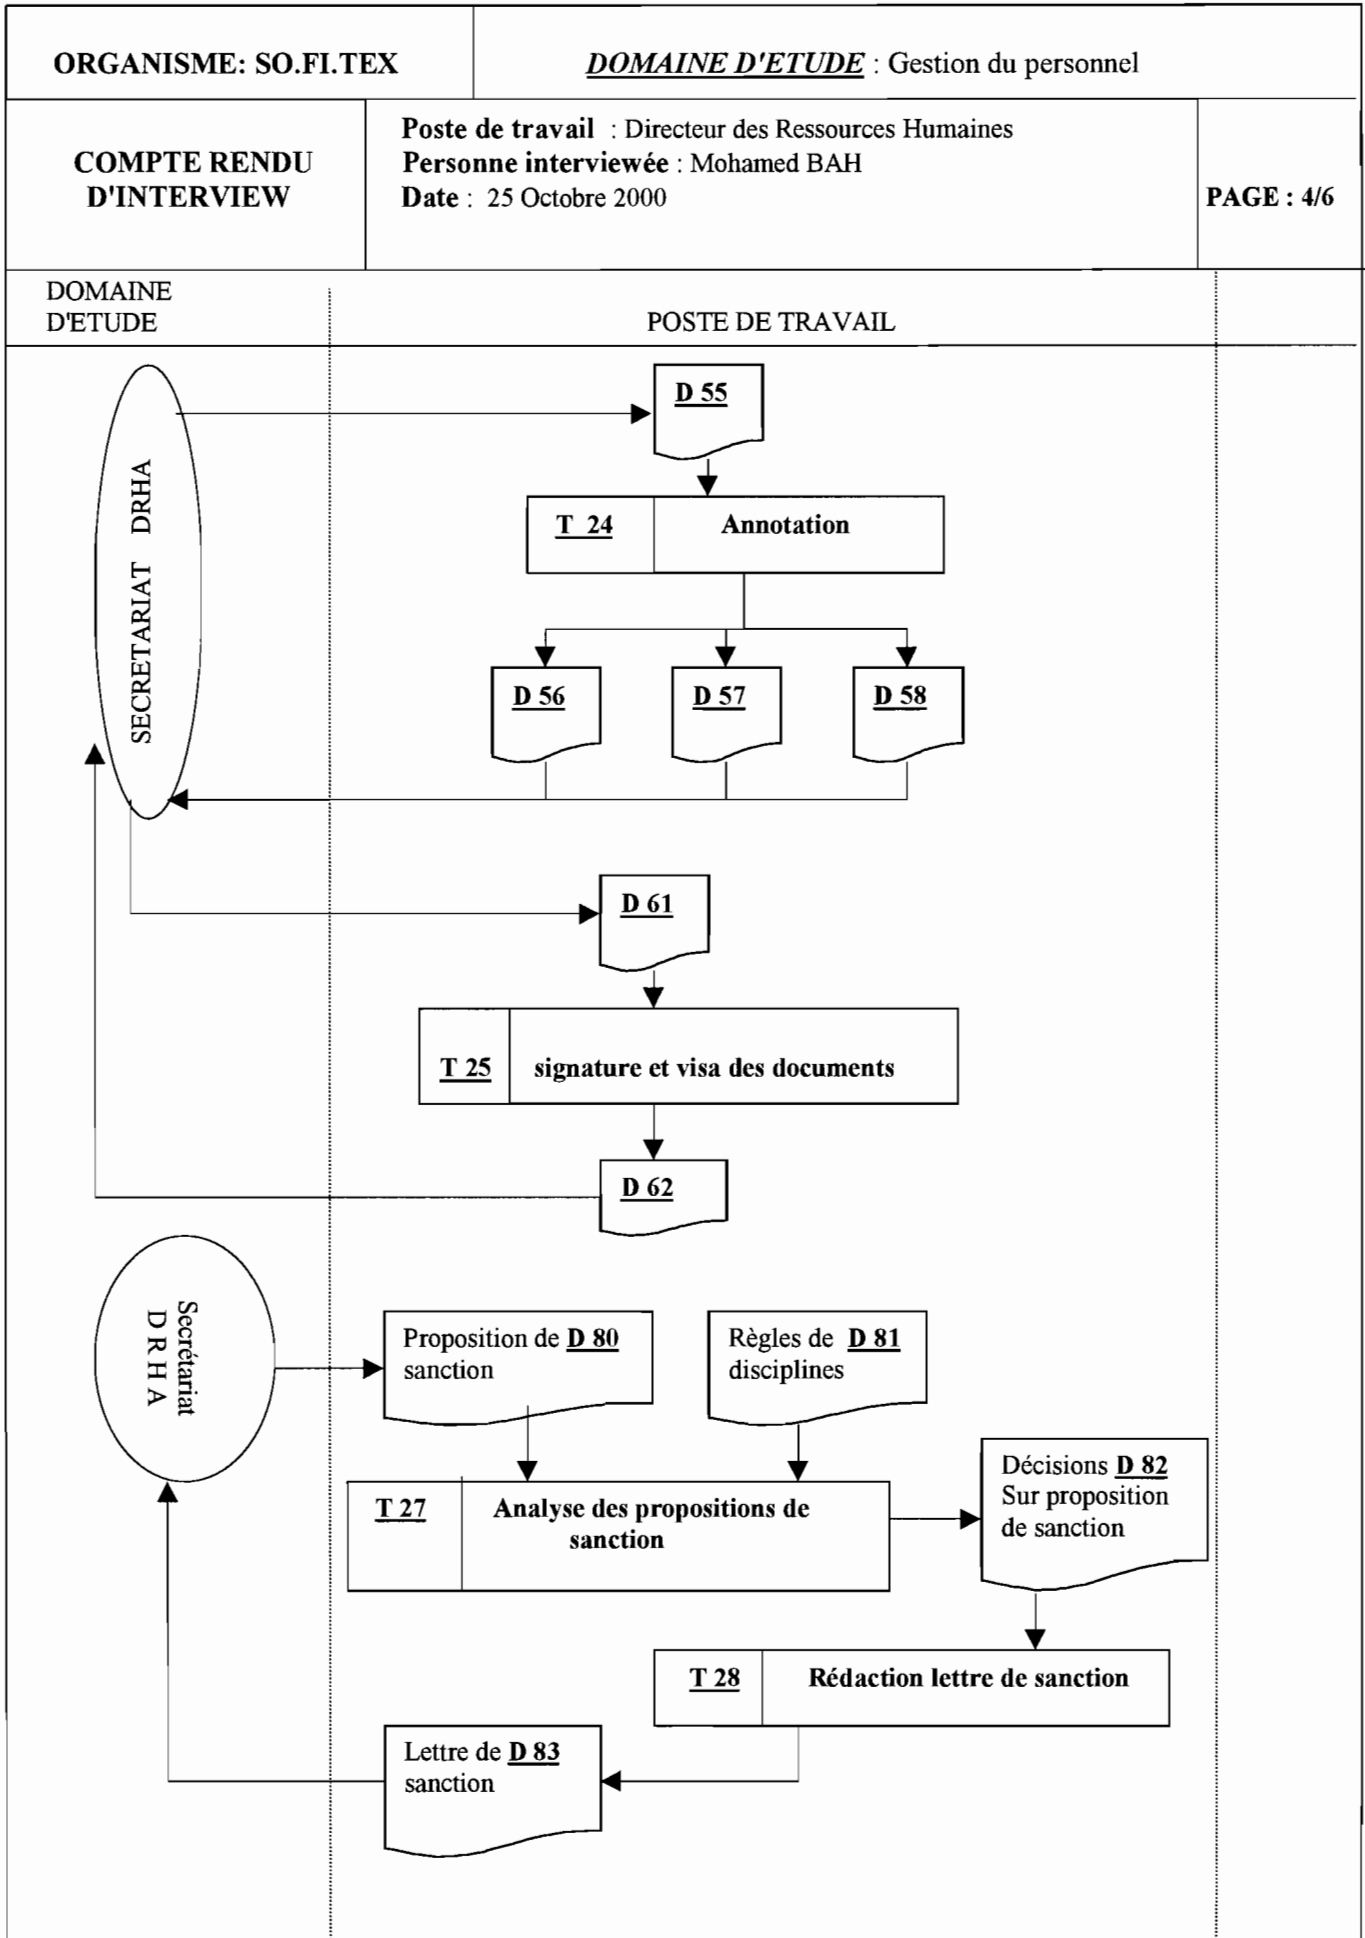 ORGANISME: SO.FI.TEX
DOMAINE D'ETUDE : Gestion du personnel
COMPTE RENDU
D'INTERVIEW
Poste de travail : Directeur des Ressources Humaines
Personne interviewée : Mohamed BAH
Date : 25 Octobre 2000
PAGE : 4/6
DOMAINE
D'ETUDE
POSTE DE TRAVAIL
SECRETARIAT DRHA
D 55
T 24
Annotation
D 56
D 57
D 58
D 61
T 25
signature et visa des documents
D 62
Secrétariat
D R H A
Proposition de D 80
sanction
Règles de D 81
disciplines
T 27
Analyse des propositions de
sanction
Décisions D 82
Sur proposition
de sanction
T 28
Rédaction lettre de sanction
Lettre de D 83
sanction